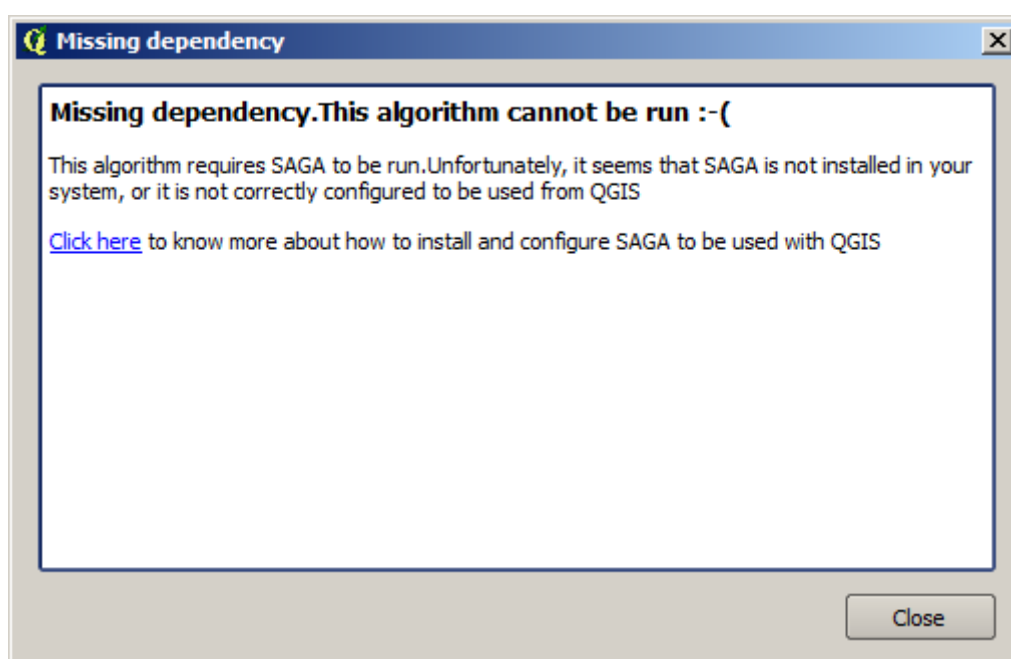 Missing dependency
Missing dependency.This algorithm cannot be run :-(
This algorithm requires SAGA to be run.Unfortunately, it seems that SAGA is not installed in your
system, or it is not correctly configured to be used from QGIS
Click here to know more about how to install and configure SAGA to be used with QGIS
Close